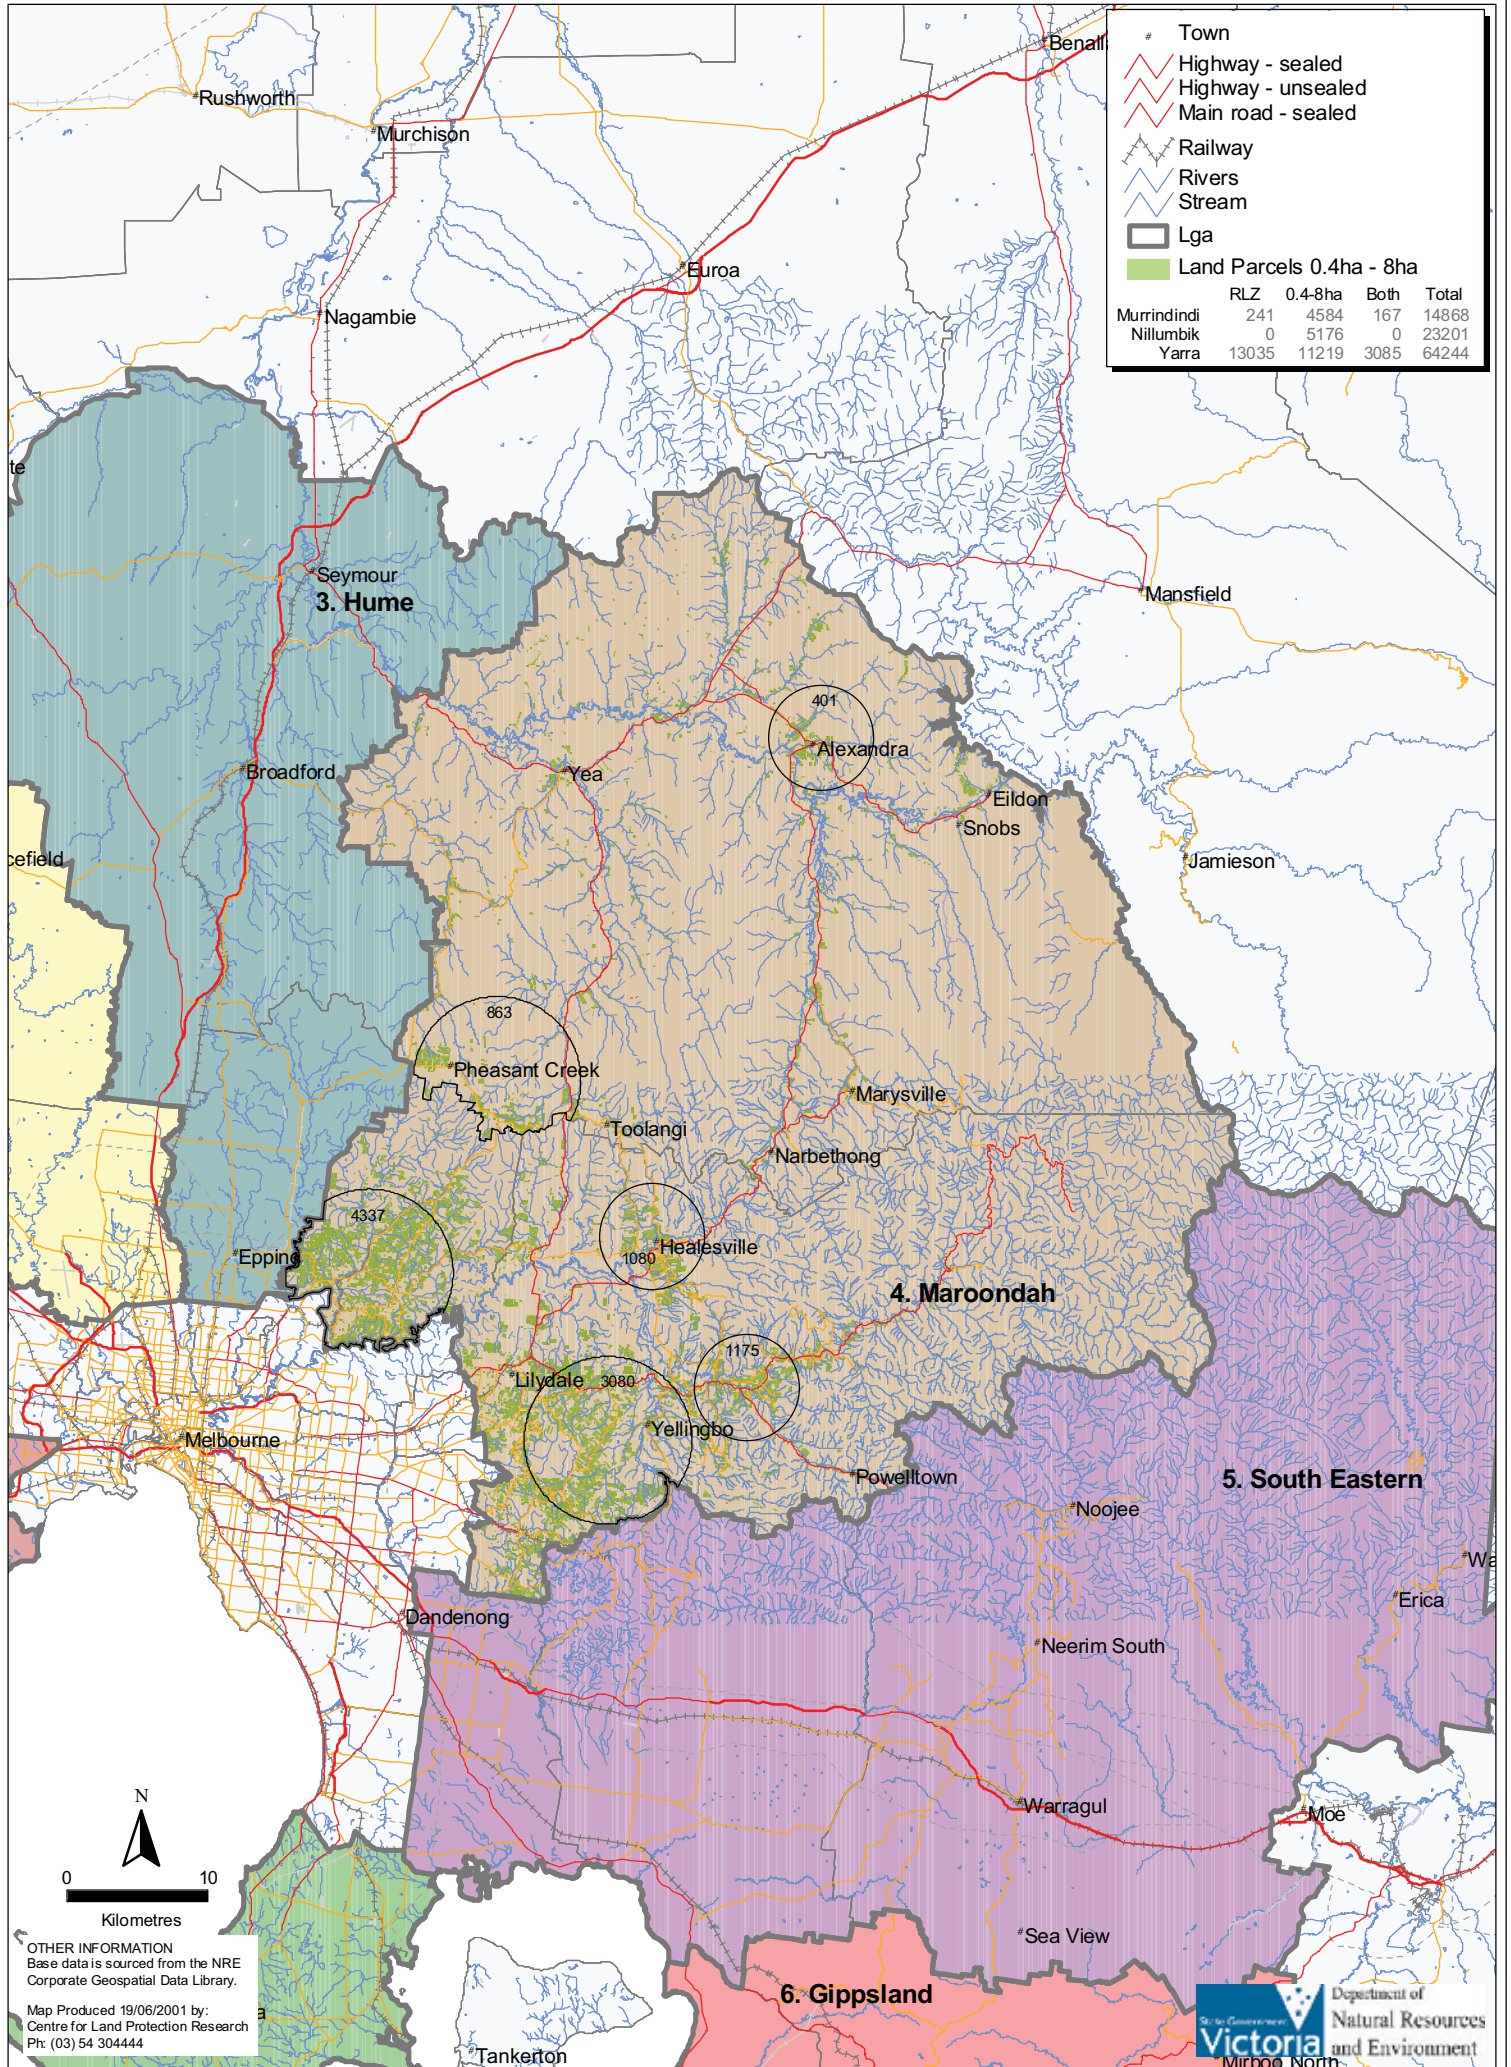 Benall
# Town
Highway - sealed
Highway - unsealed
Main road - sealed
Railway
Rivers
Stream
Lga
Land Parcels 0.4ha - 8ha
RLZ 0.4-8ha Both Total
Murrindindi 241 4584 167 14868
Nillumbik 0 5176 0 23201
Yarra 13035 11219 3085 64244
Rushworth
Murchison
Euroa
Nagambie
te
Seymour
3. Hume
Mansfield
401
Alexandra
Broadford
Yea
Eildon
Snobs
cefield
Jamieson
863
Pheasant Creek
Marysville
Toolangi
Narbethong
4337
Epping
Healesville
1080
4. Maroondah
1175
Lilydale
3080
Yellingbo
Melbourne
Powelltown
5. South Eastern
Noojee
Wa
Erica
Dandenong
Neerim South
N
Warragul
Moe
0 10
Kilometres
Sea View
OTHER INFORMATION
Base data is sourced from the NRE
Corporate Geospatial Data Library.
Map Produced 19/06/2001 by:
Centre for Land Protection Research
Ph: (03) 54 304444
a
6. Gippsland
Tankerton
State Government
Victoria
Department of
Natural Resources
and Environment
Mirboo North